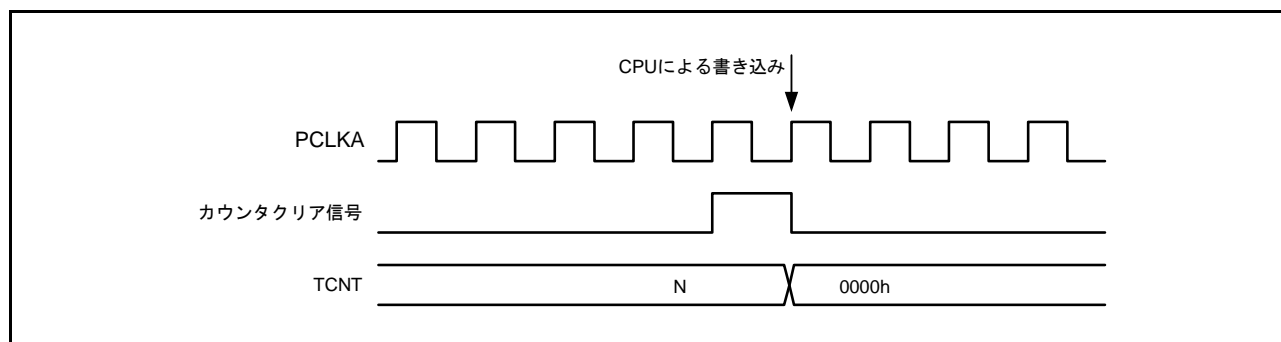 CPUによる書き込み
PCLKA
カウンタクリア信号
TCNT
N
0000h